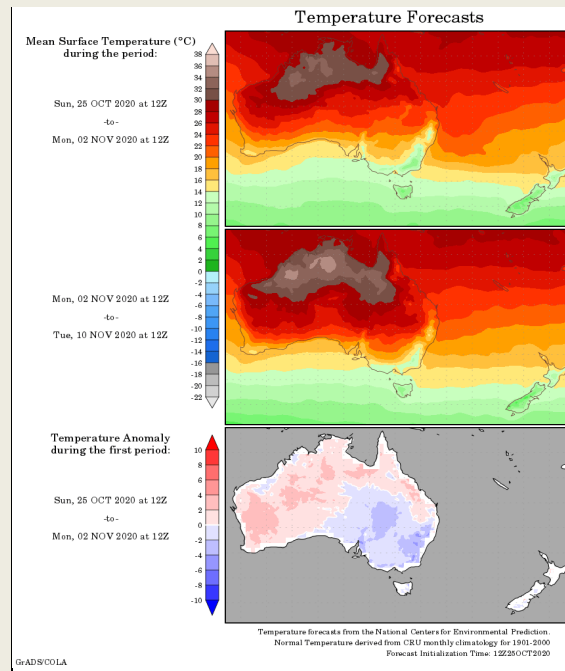 Temperature Forecasts
Mean Surface Temperature (°C)
during the period:
Sun, 25 OCT 2020 at 12Z
-to-
Mon, 02 NOV 2020 at 12Z
38
36
34
32
30
28
26
24
22
20
18
16
14
12
10
8
6
4
2
0
-2
-4
-6
-8
-10
-12
-14
-16
-18
-20
-22
Mon, 02 NOV 2020 at 12Z
-to-
Tue, 10 NOV 2020 at 12Z
Temperature Anomaly
during the first period:
Sun, 25 OCT 2020 at 12Z
-to-
Mon, 02 NOV 2020 at 12Z
10
8
6
4
2
0
-2
-4
-6
-8
-10
Temperature forecasts from the National Centers for Environmental Prediction.
Normal Temperature derived from CRU monthly climatology for 1901-2000
Forecast Initialization Time: 12Z25OCT2020
GrADS/COLA